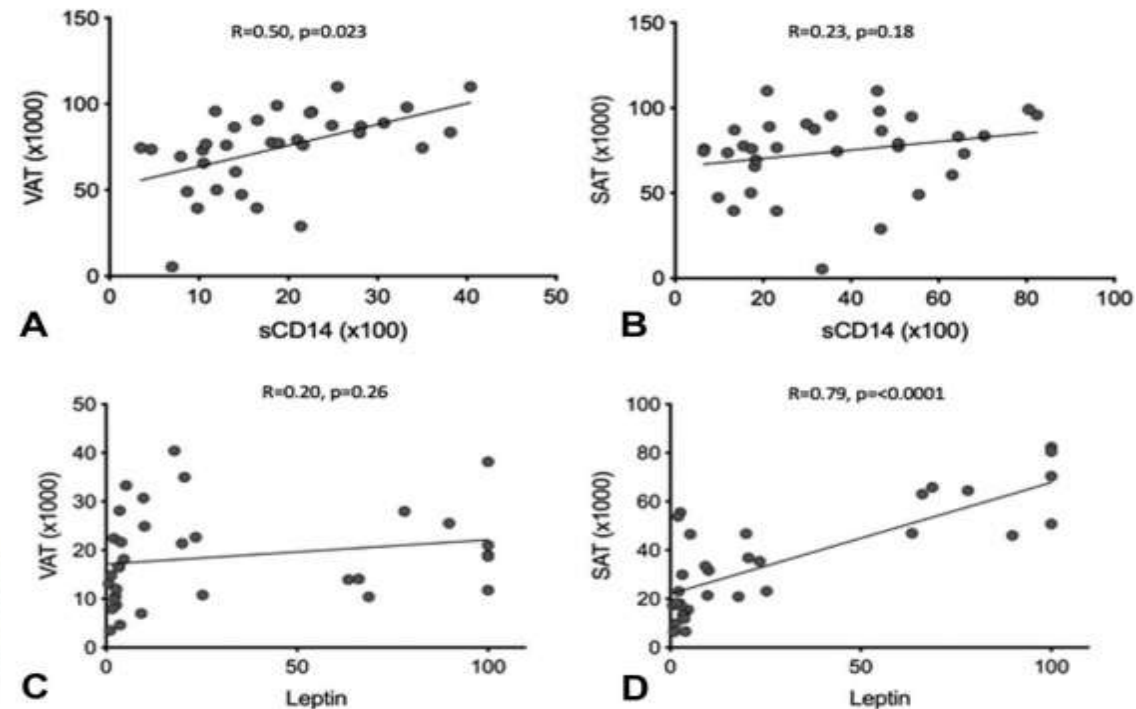 R=0.50, p=0.023
150
100
50
0
VAT (x1000)
0 10 20 30 40 50
sCD14 (x100)
A
R=0.23, p=0.18
150
100
50
0
SAT (x1000)
0 20 40 60 80 100
sCD14 (x100)
B
R=0.20, p=0.26
50
40
30
20
10
0
VAT (x1000)
0 50 100
Leptin
C
R=0.79, p=<0.0001
100
80
60
40
20
0
SAT (x1000)
0 50 100
Leptin
D